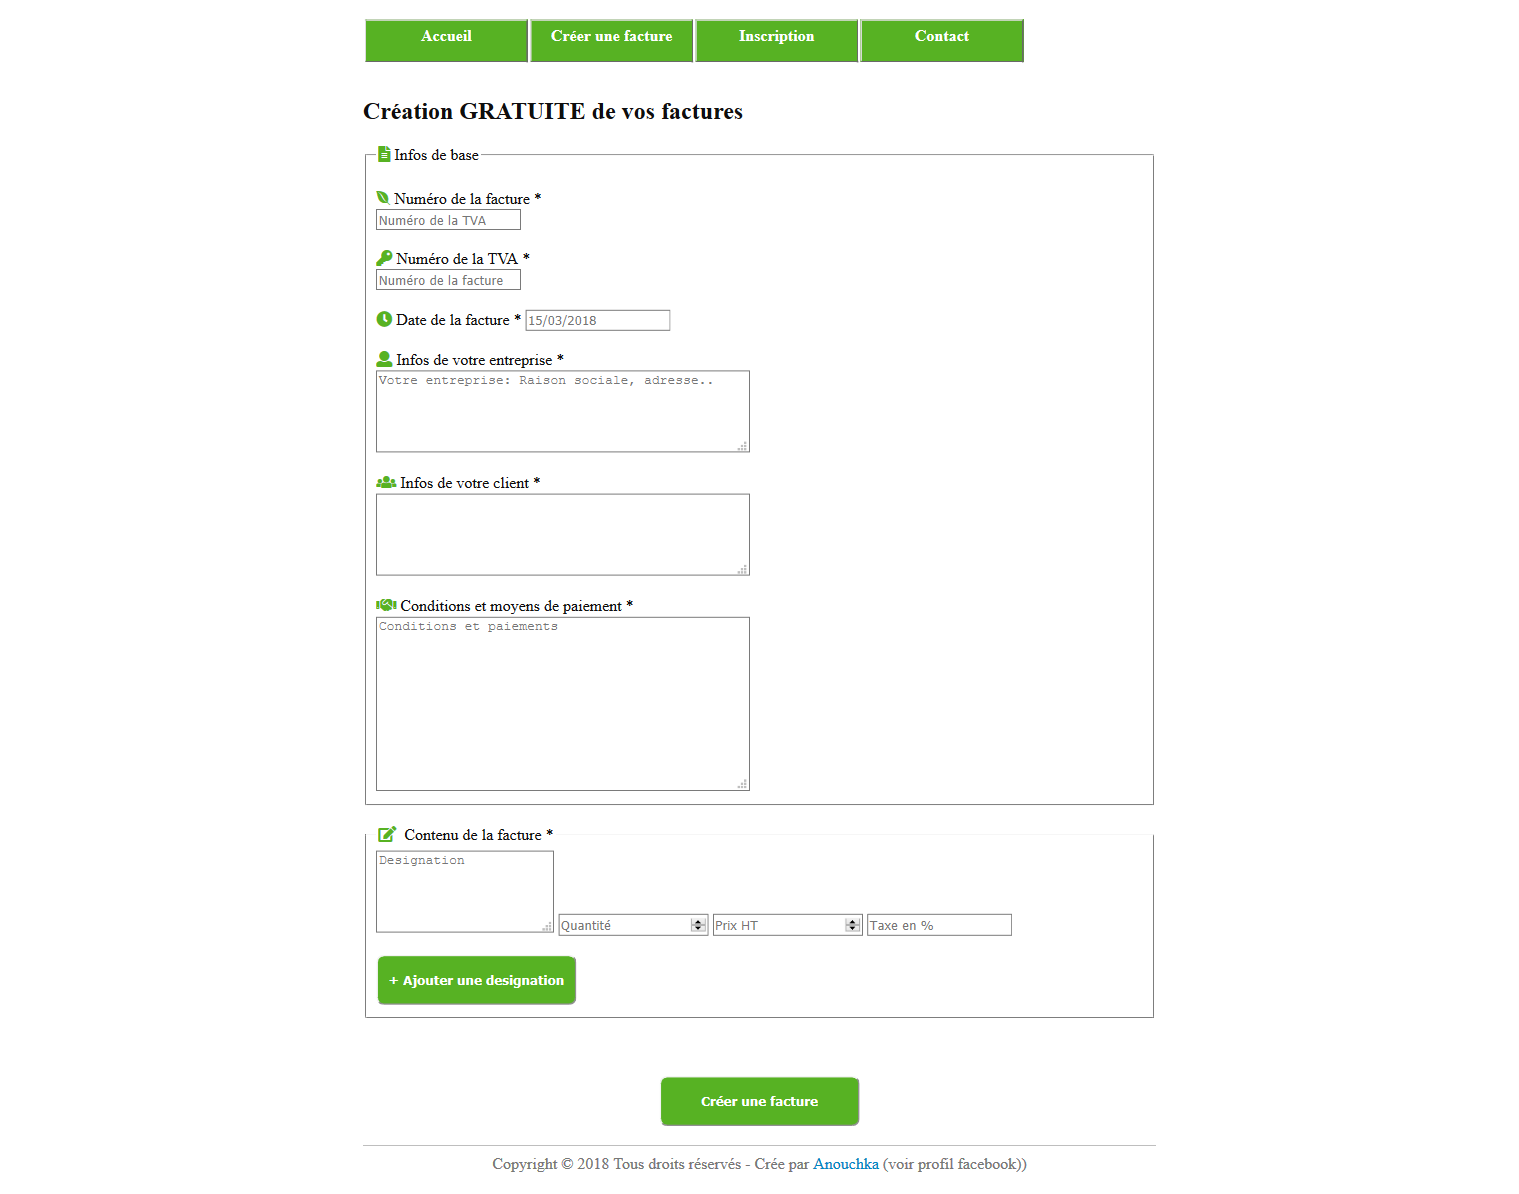 Accueil Créer une facture Inscription Contact
Création GRATUITE de vos factures
Infos de base
Numéro de la facture *
Numéro de la TVA
Numéro de la TVA *
Numéro de la facture
Date de la facture * 15/03/2018
Infos de votre entreprise *
Votre entreprise: Raison sociale, adresse..
Infos de votre client *
Conditions et moyens de paiement *
Conditions et paiements
Contenu de la facture *
Designation
Quantité Prix HT Taxe en %
+ Ajouter une designation
Créer une facture
Copyright © 2018 Tous droits réservés - Crée par Anouchka (voir profil facebook))